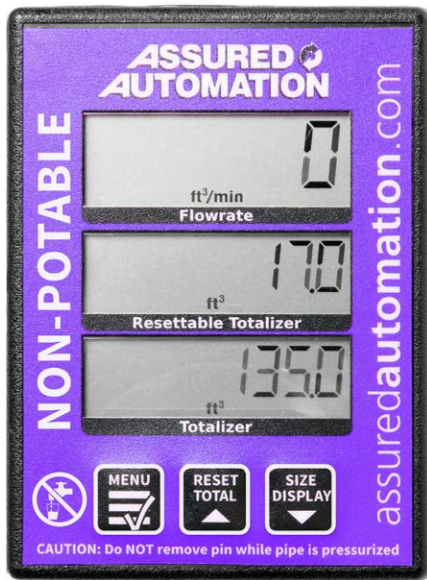 ASSURED
AUTOMATION
NON-POTABLE
assuredautomation.com
0
ft³/min
Flowrate
17.0
ft³
Resettable Totalizer
135.0
ft³
Totalizer
MENU
RESET
TOTAL
SIZE
DISPLAY
CAUTION: Do NOT remove pin while pipe is pressurized